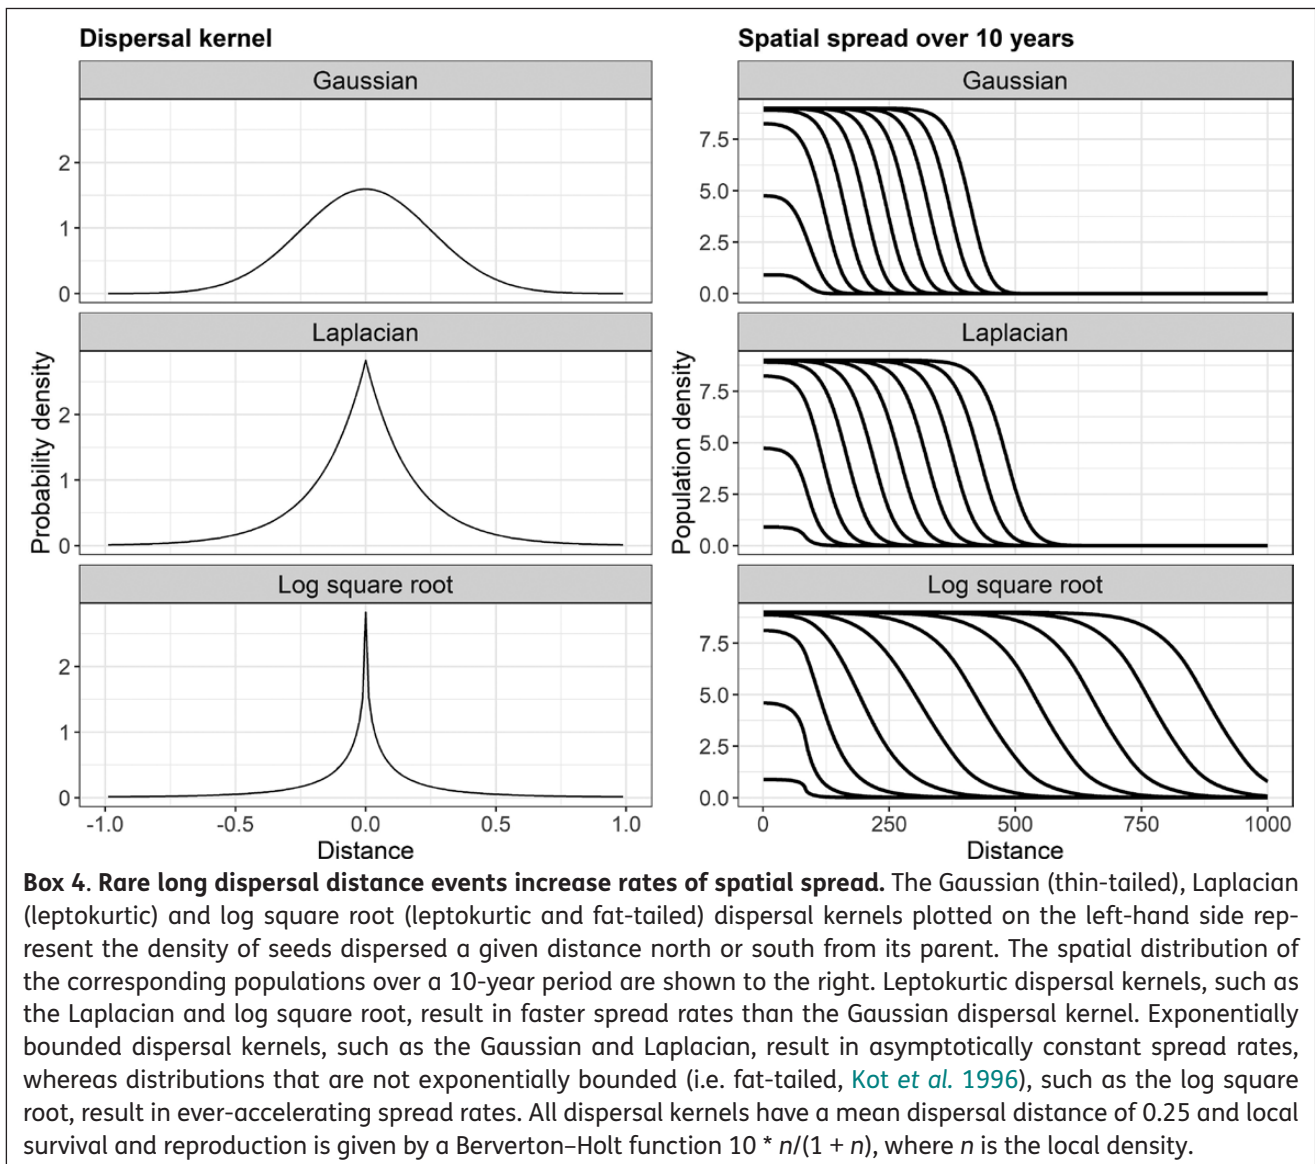 Dispersal kernel
Gaussian
2
1
0
Laplacian
2
1
0
Log square root
2
1
0
-1.0 -0.5 0.0 0.5 1.0
Distance
Probability density
Spatial spread over 10 years
Gaussian
7.5
5.0
2.5
0.0
Laplacian
7.5
5.0
2.5
0.0
Log square root
7.5
5.0
2.5
0.0
0 250 500 750 1000
Distance
Population density
Box 4. Rare long dispersal distance events increase rates of spatial spread. The Gaussian (thin-tailed), Laplacian
(leptokurtic) and log square root (leptokurtic and fat-tailed) dispersal kernels plotted on the left-hand side rep-
resent the density of seeds dispersed a given distance north or south from its parent. The spatial distribution of
the corresponding populations over a 10-year period are shown to the right. Leptokurtic dispersal kernels, such as
the Laplacian and log square root, result in faster spread rates than the Gaussian dispersal kernel. Exponentially
bounded dispersal kernels, such as the Gaussian and Laplacian, result in asymptotically constant spread rates,
whereas distributions that are not exponentially bounded (i.e. fat-tailed, Kot et al. 1996), such as the log square
root, result in ever-accelerating spread rates. All dispersal kernels have a mean dispersal distance of 0.25 and local
survival and reproduction is given by a Berverton–Holt function 10 * n/(1 + n), where n is the local density.